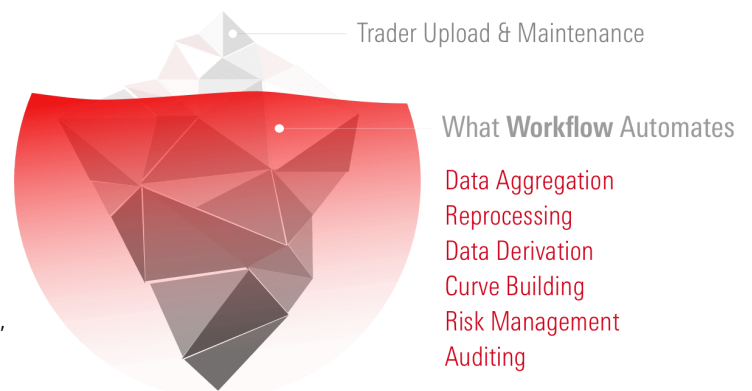 Trader Upload & Maintenance
What Workflow Automates
Data Aggregation
Reprocessing
Data Derivation
Curve Building
Risk Management
Auditing
,